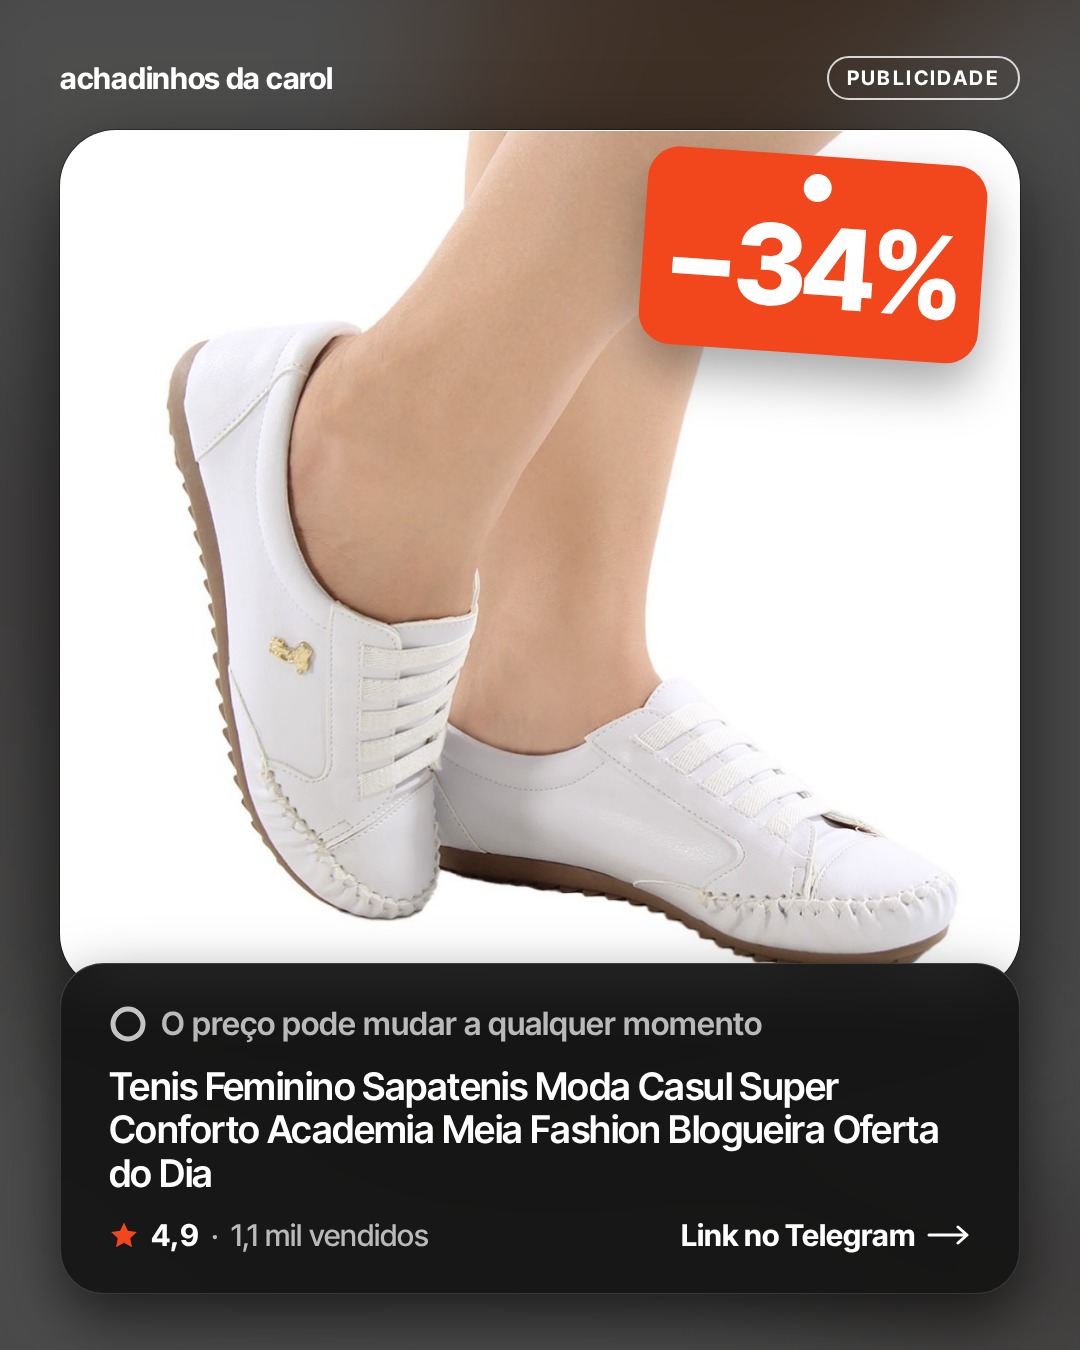 achadinhos da carol
PUBLICIDADE
–34%
O preço pode mudar a qualquer momento
Tenis Feminino Sapatenis Moda Casul Super
Conforto Academia Meia Fashion Blogueira Oferta
do Dia
4,9 · 1,1 mil vendidos
Link no Telegram →